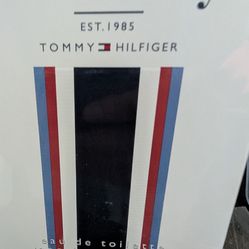 EST. 1985
TOMMY HILFIGER
eau de toilette